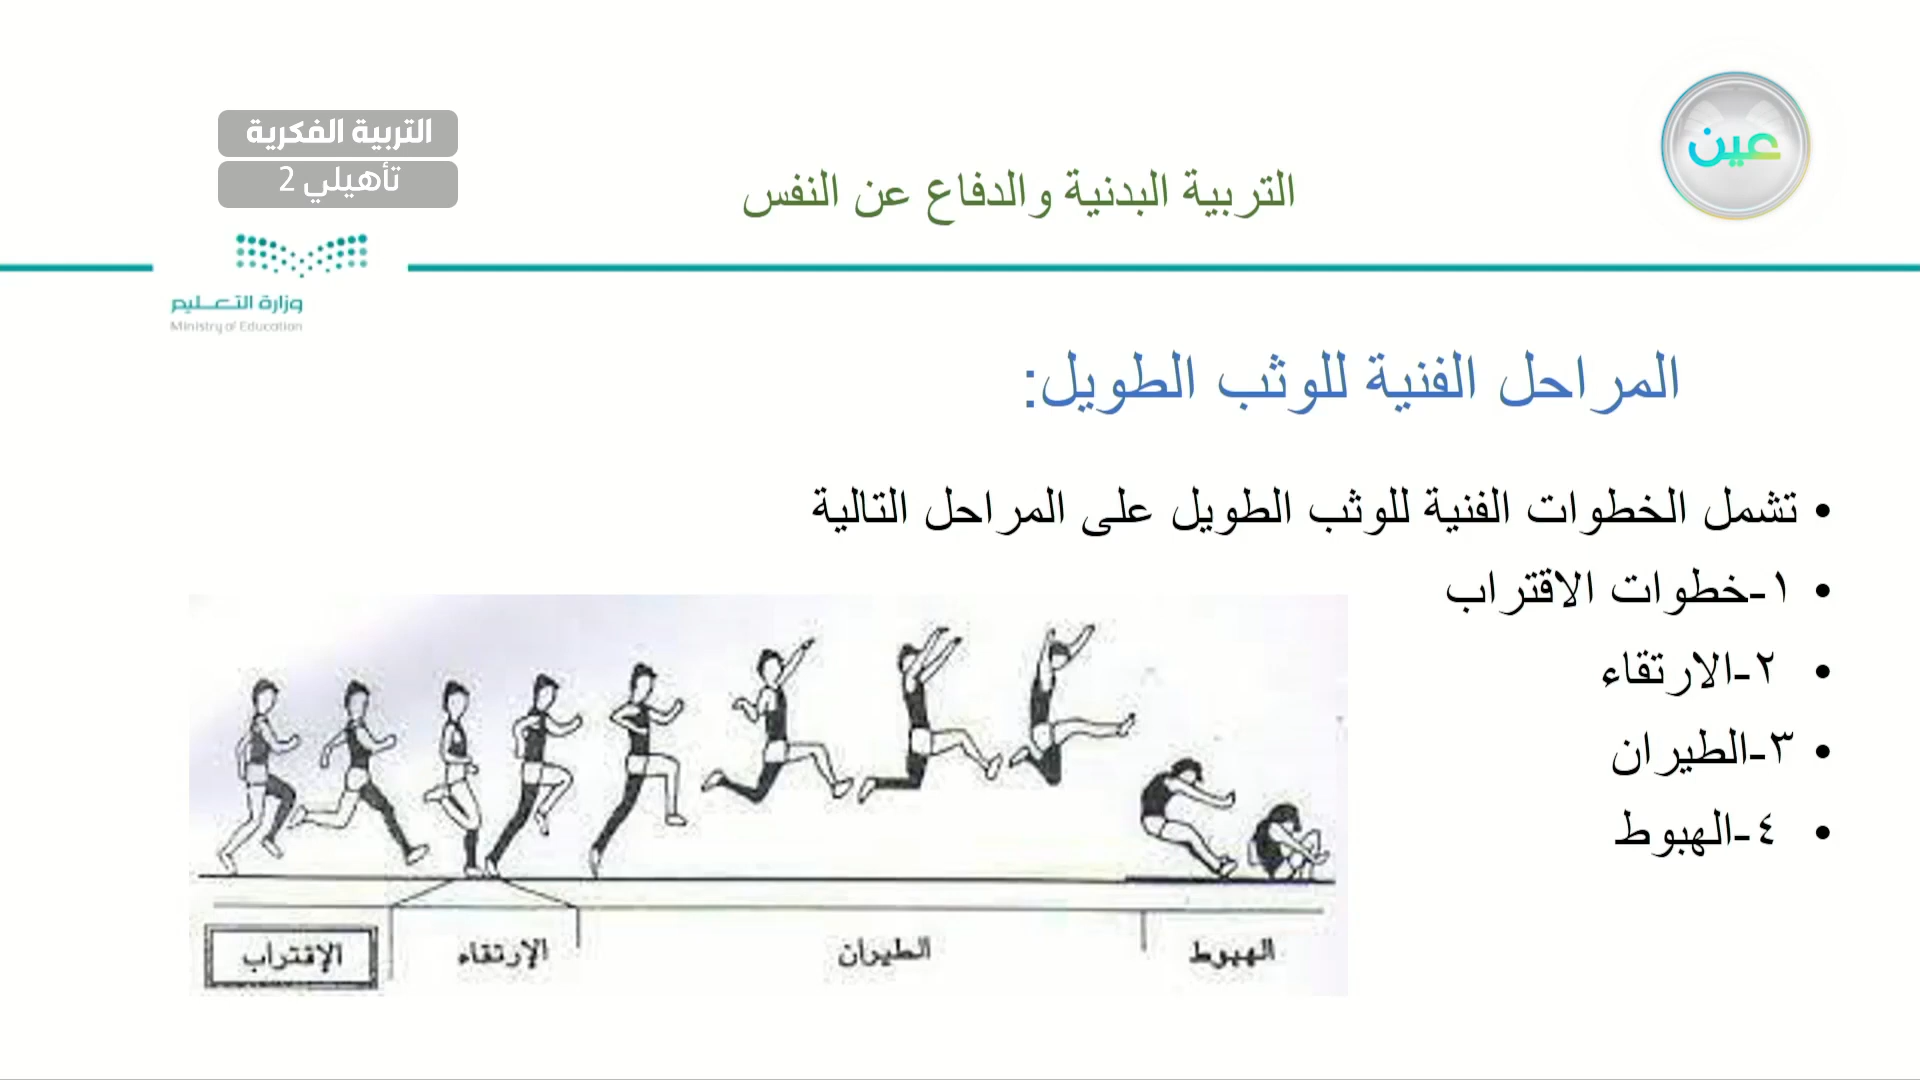 عين
التربية الفكرية
تأهيلي 2
التربية البدنية والدفاع عن النفس
وزارة التعليم
Ministry of Education
المراحل الفنية للوثب الطويل:
• تشمل الخطوات الفنية للوثب الطويل على المراحل التالية
• ١-خطوات الاقتراب
• ٢-الارتقاء
• ٣-الطيران
• ٤-الهبوط
الإقتراب
الإرتقاء
الطيران
الهبوط